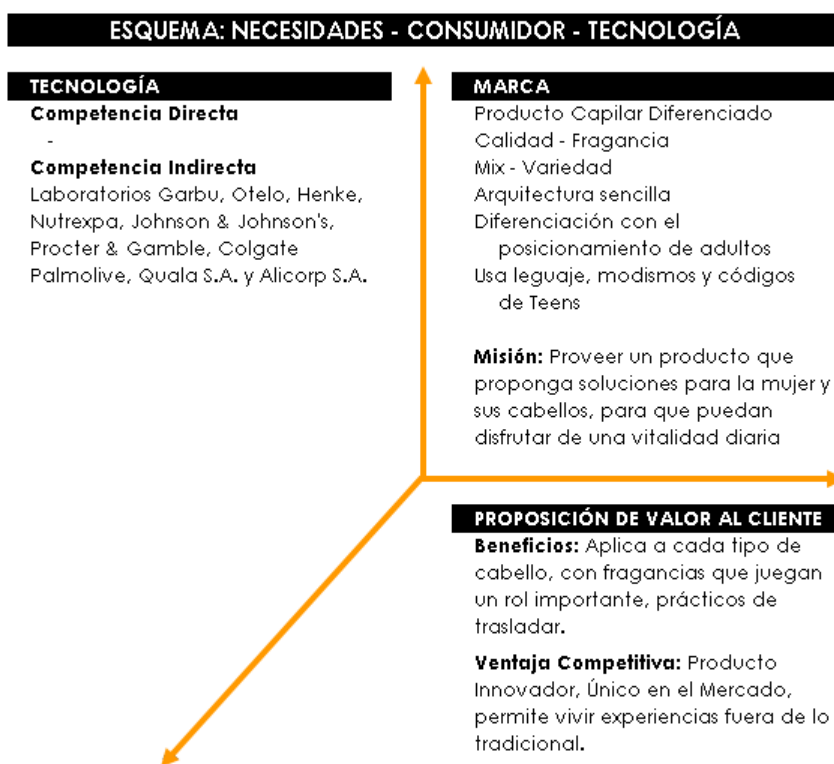 ESQUEMA: NECESIDADES - CONSUMIDOR - TECNOLOGÍA
TECNOLOGÍA
Competencia Directa
-
Competencia Indirecta
Laboratorios Garbu, Otelo, Henke,
Nutrexpa, Johnson & Johnson's,
Procter & Gamble, Colgate
Palmolive, Quala S.A. y Alicorp S.A.
MARCA
Producto Capilar Diferenciado
Calidad - Fragancia
Mix - Variedad
Arquitectura sencilla
Diferenciación con el
posicionamiento de adultos
Usa leguaje, modismos y códigos
de Teens
Misión: Proveer un producto que
proponga soluciones para la mujer y
sus cabellos, para que puedan
disfrutar de una vitalidad diaria
PROPOSICIÓN DE VALOR AL CLIENTE
Beneficios: Aplica a cada tipo de
cabello, con fragancias que juegan
un rol importante, prácticos de
trasladar.
Ventaja Competitiva: Producto
Innovador, Único en el Mercado,
permite vivir experiencias fuera de lo
tradicional.